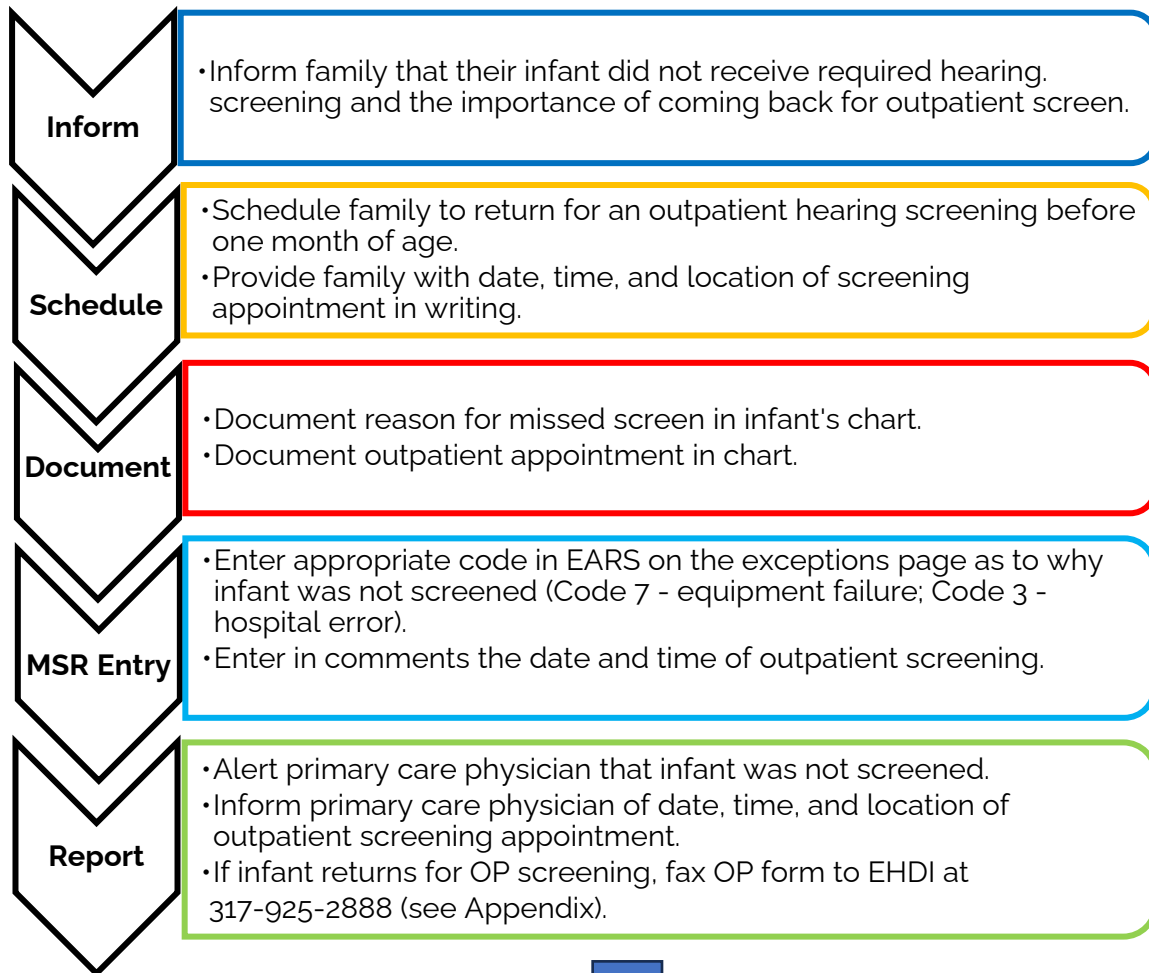 Inform
•Inform family that their infant did not receive required hearing.
screening and the importance of coming back for outpatient screen.
Schedule
•Schedule family to return for an outpatient hearing screening before
one month of age.
•Provide family with date, time, and location of screening
appointment in writing.
Document
•Document reason for missed screen in infant's chart.
•Document outpatient appointment in chart.
MSR Entry
•Enter appropriate code in EARS on the exceptions page as to why
infant was not screened (Code 7 - equipment failure; Code 3 -
hospital error).
•Enter in comments the date and time of outpatient screening.
Report
•Alert primary care physician that infant was not screened.
•Inform primary care physician of date, time, and location of
outpatient screening appointment.
•If infant returns for OP screening, fax OP form to EHDI at
317-925-2888 (see Appendix).